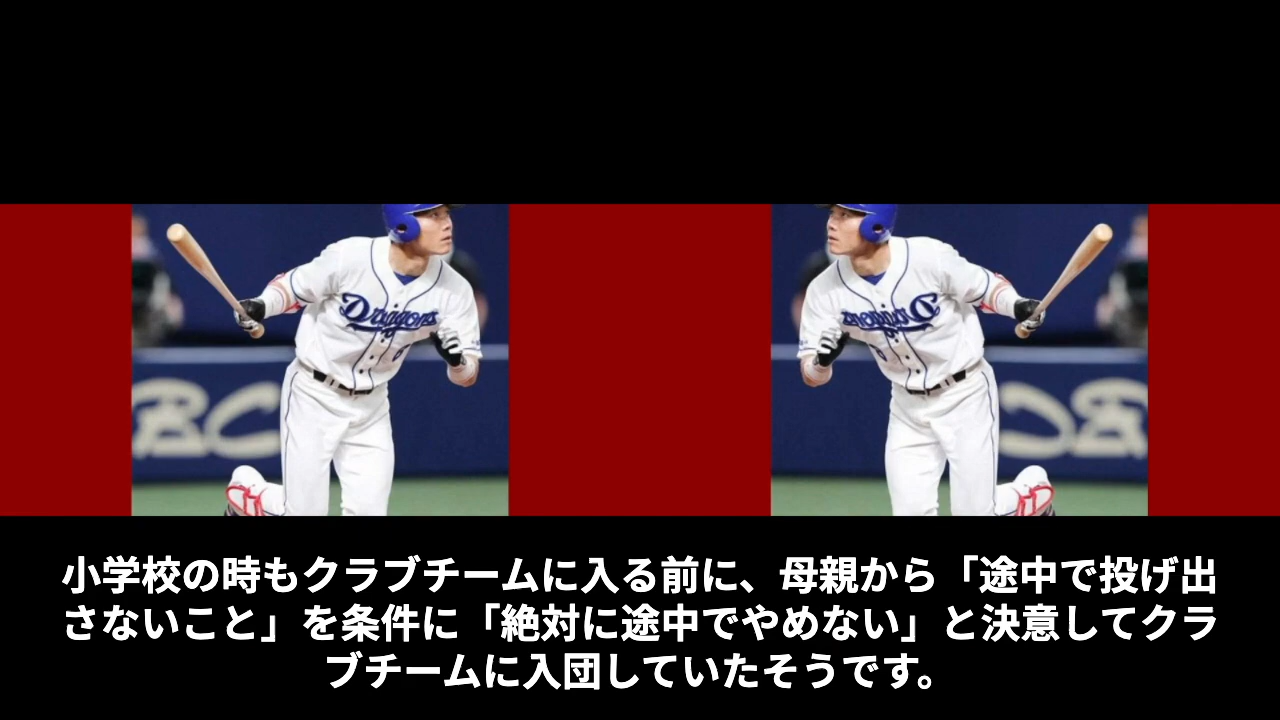 Dragons
6
BC
小学校の時もクラブチームに入る前に、母親から「途中で投げ出
さないこと」を条件に「絶対に途中でやめない」と決意してクラ
ブチームに入団していたそうです。